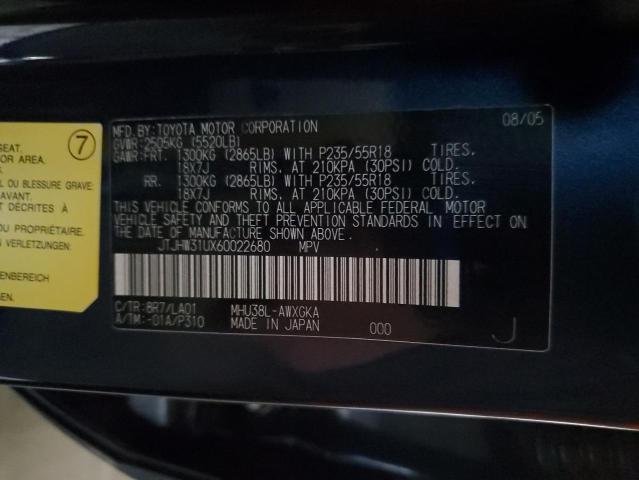 7
SEAT.
OR AREA.
S.
L OU BLESSURE GRAVE:
AVANT.
T DÉCRITES À
U PROPRIÉTAIRE.
N VERLETZUNGEN:
ENBEREICH
SEN.
08/05
MFD.BY:TOYOTA MOTOR CORPORATION
GVWR:2505KG (5520LB)
GAWR:FRT. 1300KG (2865LB) WITH P235/55R18 TIRES.
18X7J RIMS. AT 210KPA (30PSI) COLD.
RR. 1300KG (2865LB) WITH P235/55R18 TIRES.
18X7J RIMS. AT 210KPA (30PSI) COLD.
THIS VEHICLE CONFORMS TO ALL APPLICABLE FEDERAL MOTOR
VEHICLE SAFETY AND THEFT PREVENTION STANDARDS IN EFFECT ON
THE DATE OF MANUFACTURE SHOWN ABOVE.
JTJHW31UX60022680 MPV
C/TR:8R7/LA01 MHU38L-AWXGKA
A/TM:-01A/P310 MADE IN JAPAN 000
J